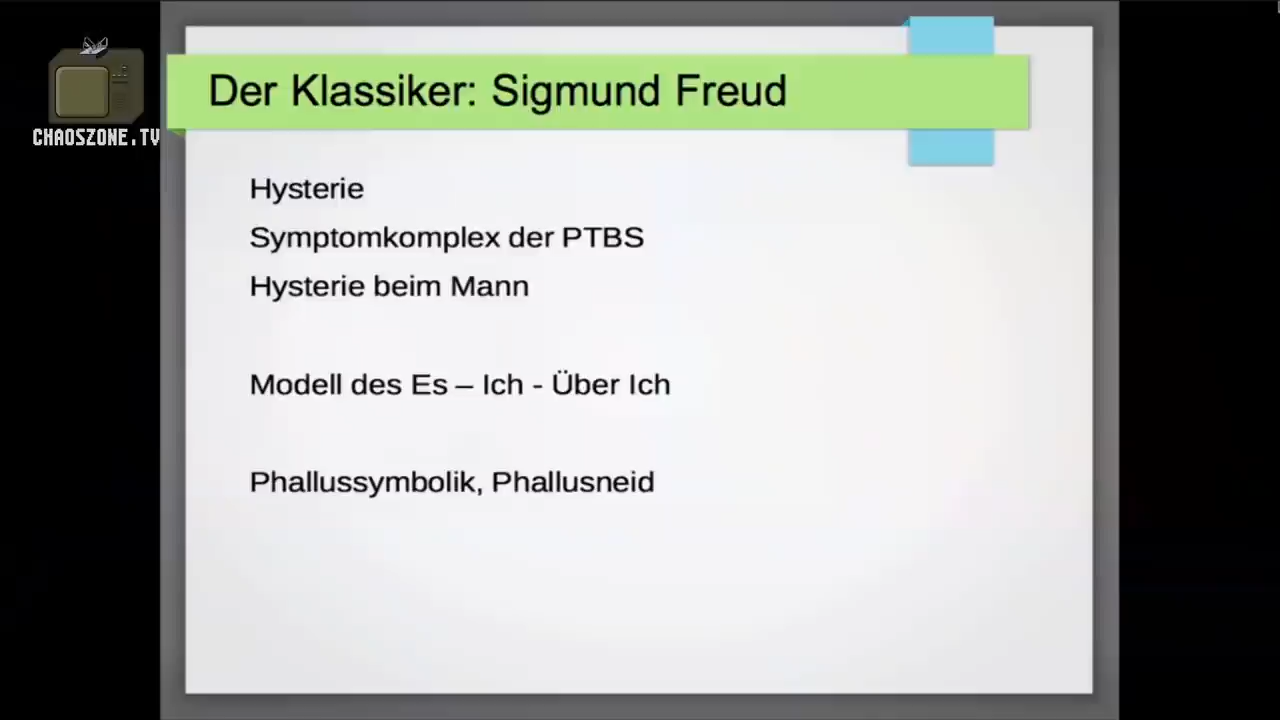 CHAOSZONE.TV
Der Klassiker: Sigmund Freud
Hysterie
Symptomkomplex der PTBS
Hysterie beim Mann
Modell des Es – Ich - Über Ich
Phallussymbolik, Phallusneid